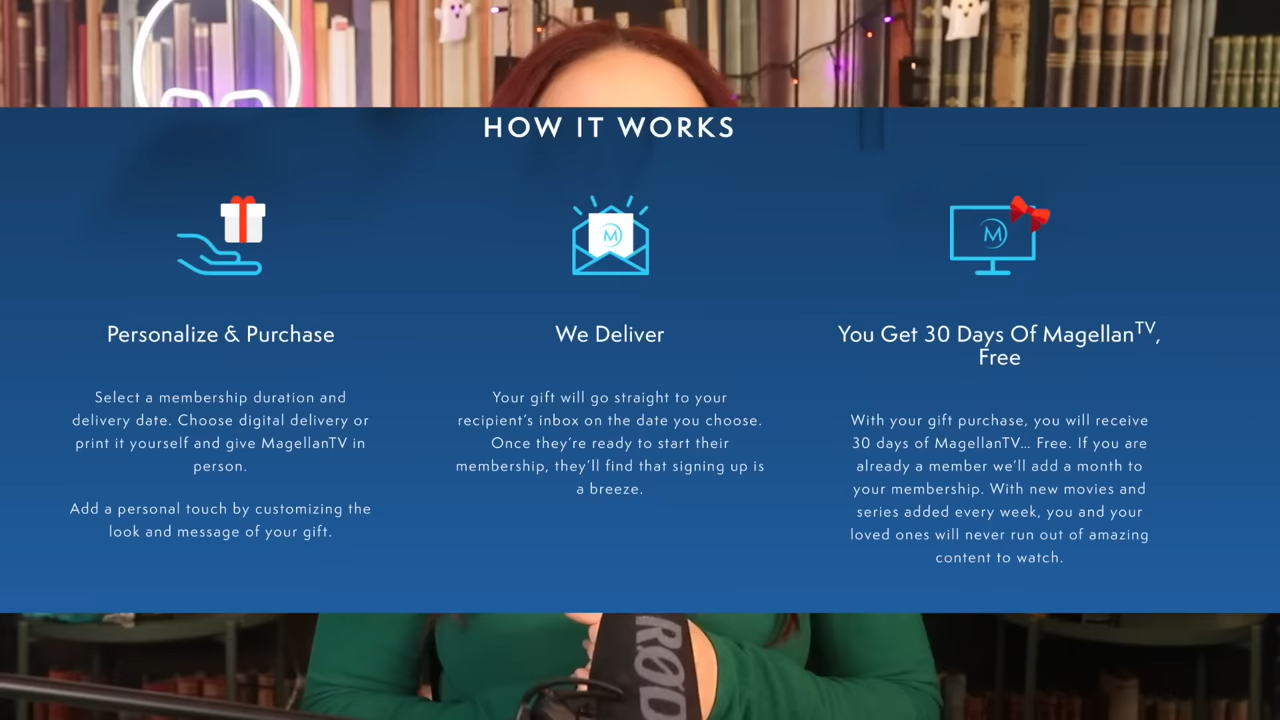 HOW IT WORKS
M
M
Personalize & Purchase
We Deliver
You Get 30 Days Of MagellanTV,
Free
Select a membership duration and
delivery date. Choose digital delivery or
print it yourself and give MagellanTV in
person.
Add a personal touch by customizing the
look and message of your gift.
Your gift will go straight to your
recipient's inbox on the date you choose.
Once they're ready to start their
membership, they'll find that signing up is
a breeze.
With your gift purchase, you will receive
30 days of MagellanTV... Free. If you are
already a member we'll add a month to
your membership. With new movies and
series added every week, you and your
loved ones will never run out of amazing
content to watch.
RØD